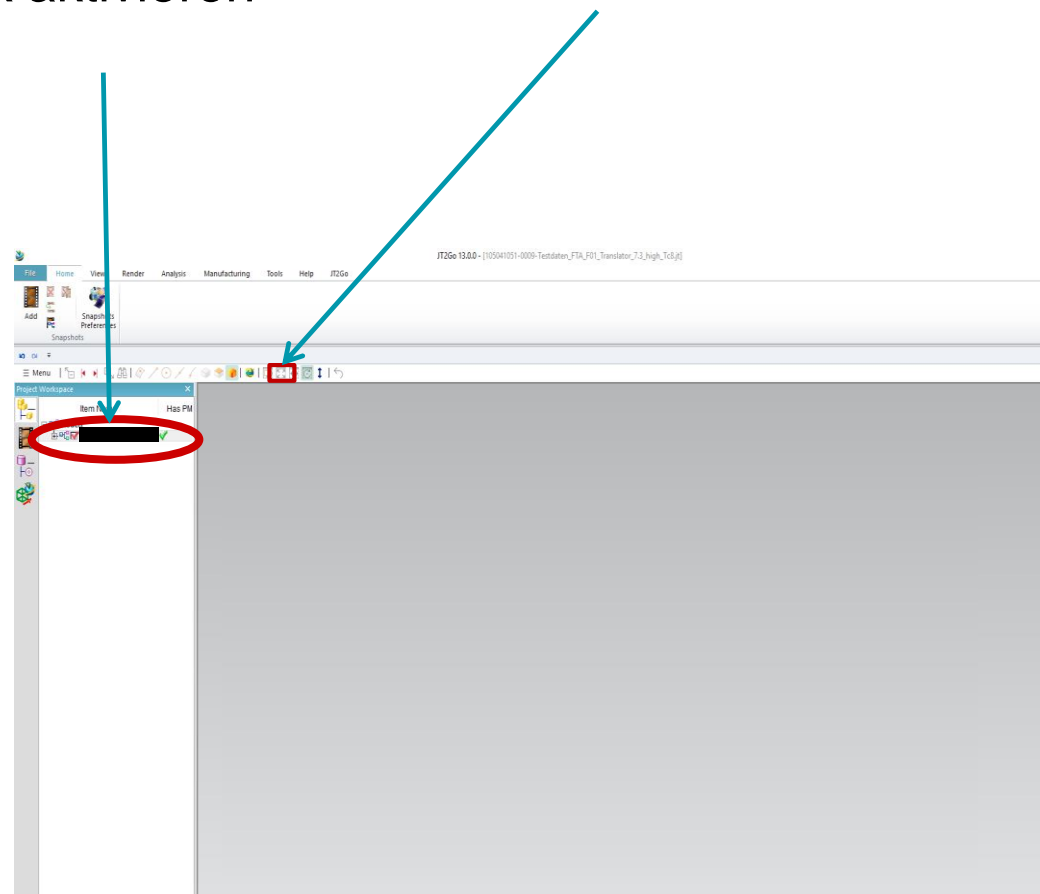 JT2Go 13.0.0 - [105041051-0009-Testdaten_FTA_F01_Translator_7.3_high_Tc8.jt]
File Home View Render Analysis Manufacturing Tools Help JT2Go
Add
Snapshots
Preferences
Snapshots
Menu
Project Workspace
Item
Has PM